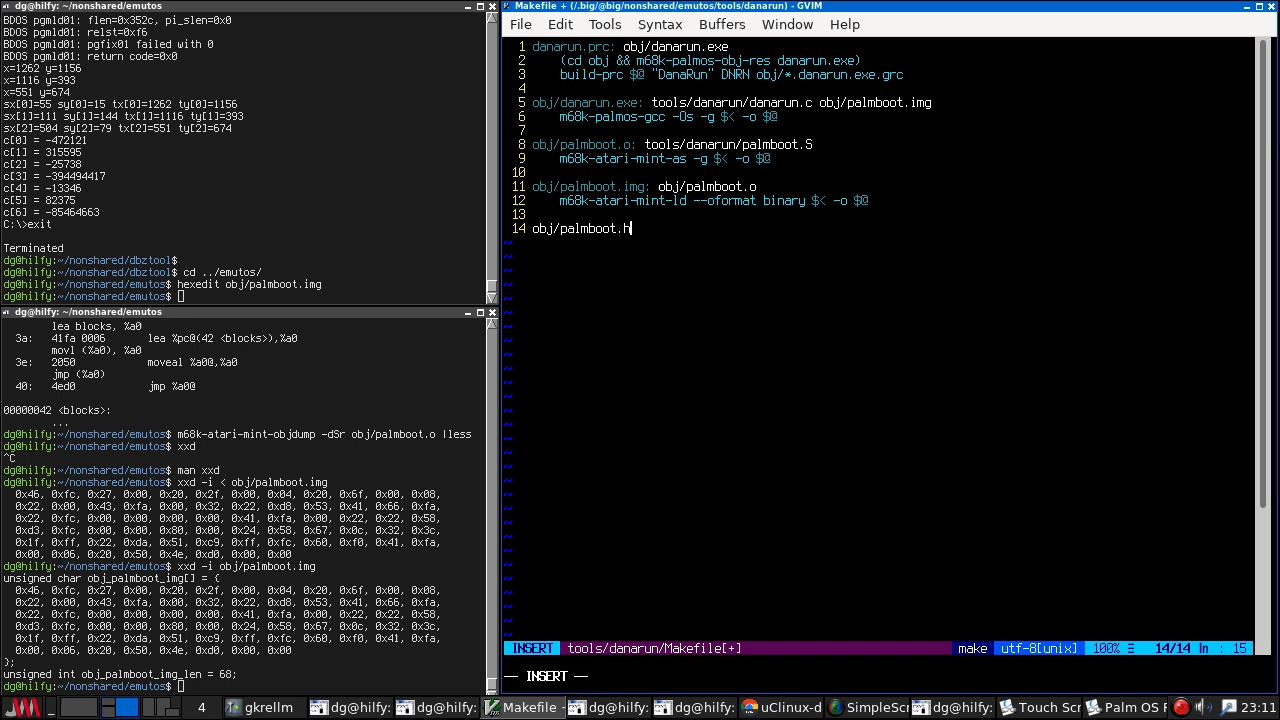 dg@hilfy: ~/nonshared/emutos
BDOS pgmld01: flen=0x352c, pi_slen=0x0
BDOS pgmld01: relst=0xf6
BDOS pgmld01: pgfix01 failed with 0
BDOS pgmld01: return code=0x0
x=1262 y=1156
x=1116 y=393
x=551 y=674
sx[0]=55 sy[0]=15 tx[0]=1262 ty[0]=1156
sx[1]=111 sy[1]=144 tx[1]=1116 ty[1]=393
sx[2]=504 sy[2]=79 tx[2]=551 ty[2]=674
c[0] = -472121
c[1] = 315595
c[2] = -25738
c[3] = -394494417
c[4] = -13346
c[5] = 82375
c[6] = -85464663
C:\>exit
Terminated
dg@hilfy:~/nonshared/dbztool$
dg@hilfy:~/nonshared/dbztool$ cd ../emutos/
dg@hilfy:~/nonshared/emutos$ hexedit obj/palmboot.img
dg@hilfy:~/nonshared/emutos$
dg@hilfy: ~/nonshared/emutos
lea blocks, %a0
3a: 41fa 0006 lea %pc@(42 <blocks>),%a0
movl (%a0), %a0
3e: 2050 moveal %a0@,%a0
jmp (%a0)
40: 4ed0 jmp %a0@
00000042 <blocks>:
...
dg@hilfy:~/nonshared/emutos$ m68k-atari-mint-objdump -dSr obj/palmboot.o |less
dg@hilfy:~/nonshared/emutos$ xxd
^C
dg@hilfy:~/nonshared/emutos$ man xxd
dg@hilfy:~/nonshared/emutos$ xxd -i < obj/palmboot.img
0x46, 0xfc, 0x27, 0x00, 0x20, 0x2f, 0x00, 0x04, 0x20, 0x6f, 0x00, 0x08,
0x22, 0x00, 0x43, 0xfa, 0x00, 0x32, 0x22, 0xd8, 0x53, 0x41, 0x66, 0xfa,
0x22, 0xfc, 0x00, 0x00, 0x00, 0x00, 0x41, 0xfa, 0x00, 0x22, 0x22, 0x58,
0xd3, 0xfc, 0x00, 0x00, 0x00, 0x80, 0x24, 0x58, 0x67, 0x0c, 0x32, 0x3c,
0x1f, 0xff, 0x22, 0xda, 0x51, 0xc9, 0xff, 0xfc, 0x60, 0xf0, 0x41, 0xfa,
0x00, 0x06, 0x20, 0x50, 0x4e, 0xd0, 0x00, 0x00
dg@hilfy:~/nonshared/emutos$ xxd -i obj/palmboot.img
unsigned char obj_palmboot_img[] = {
0x46, 0xfc, 0x27, 0x00, 0x20, 0x2f, 0x00, 0x04, 0x20, 0x6f, 0x00, 0x08,
0x22, 0x00, 0x43, 0xfa, 0x00, 0x32, 0x22, 0xd8, 0x53, 0x41, 0x66, 0xfa,
0x22, 0xfc, 0x00, 0x00, 0x00, 0x00, 0x41, 0xfa, 0x00, 0x22, 0x22, 0x58,
0xd3, 0xfc, 0x00, 0x00, 0x00, 0x80, 0x24, 0x58, 0x67, 0x0c, 0x32, 0x3c,
0x1f, 0xff, 0x22, 0xda, 0x51, 0xc9, 0xff, 0xfc, 0x60, 0xf0, 0x41, 0xfa,
0x00, 0x06, 0x20, 0x50, 0x4e, 0xd0, 0x00, 0x00
};
unsigned int obj_palmboot_img_len = 68;
dg@hilfy:~/nonshared/emutos$
Makefile + (/.big/@big/nonshared/emutos/tools/danarun) - GVIM
File Edit Tools Syntax Buffers Window Help
1 danarun.prc: obj/danarun.exe
2 (cd obj && m68k-palmos-obj-res danarun.exe)
3 build-prc $@ "DanaRun" DNRN obj/*.danarun.exe.grc
4
5 obj/danarun.exe: tools/danarun/danarun.c obj/palmboot.img
6 m68k-palmos-gcc -Os -g $< -o $@
7
8 obj/palmboot.o: tools/danarun/palmboot.S
9 m68k-atari-mint-as -g $< -o $@
10
11 obj/palmboot.img: obj/palmboot.o
12 m68k-atari-mint-ld --oformat binary $< -o $@
13
14 obj/palmboot.h
INSERT tools/danarun/Makefile[+] make utf-8[unix] 100% ☰ 14/14 ln : 15
-- INSERT --
4 gkrellm dg@hilfy: dg@hilfy: Makefile dg@hilfy: dg@hilfy: uClinux-d SimpleScr dg@hilfy: Touch Scr Palm OS P 23:11